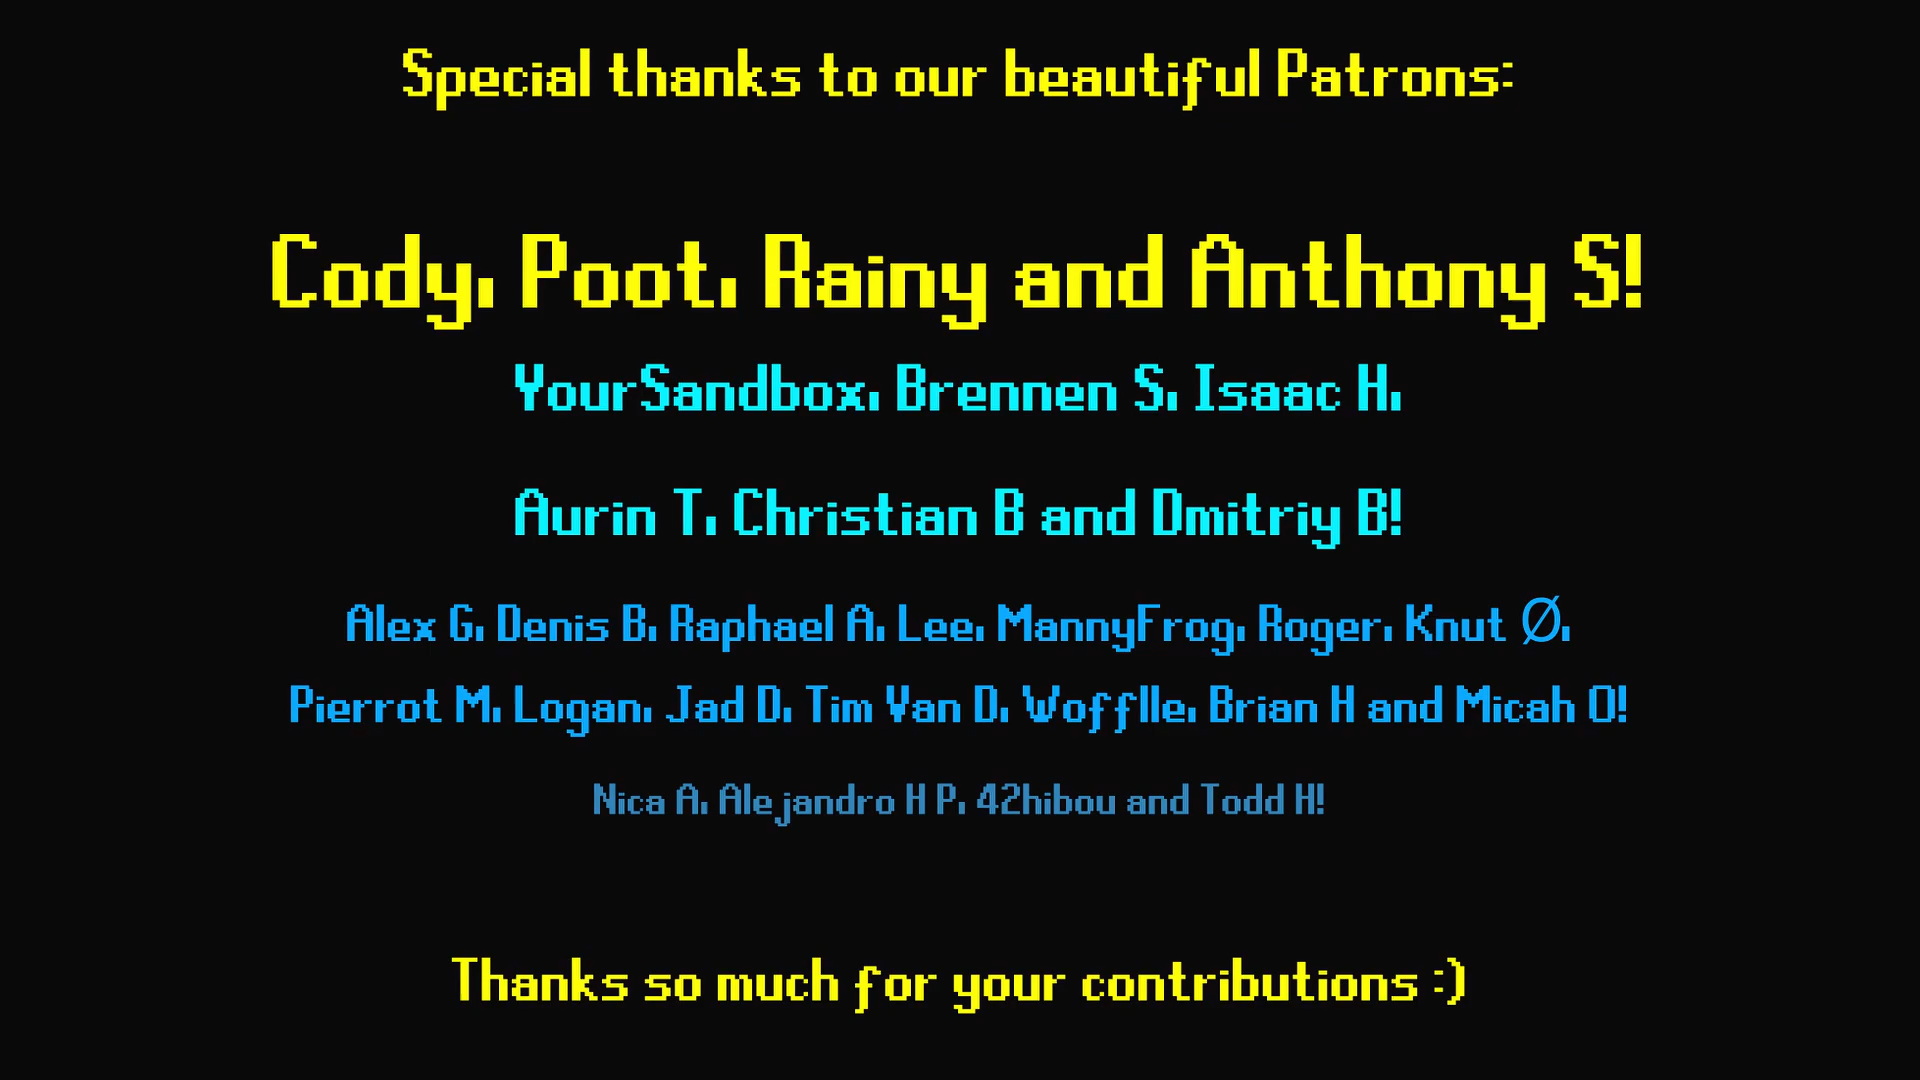 Special thanks to our beautiful Patrons:
Cody, Poot, Rainy and Anthony S!
YourSandbox, Brennen S, Isaac H,
Aurin T, Christian B and Dmitriy B!
Alex G, Denis B, Raphael A, Lee, MannyFrog, Roger, Knut Ø,
Pierrot M, Logan, Jad D, Tim Van D, Wofflle, Brian H and Micah O!
Nica A, Alejandro H P, 42hibou and Todd H!
Thanks so much for your contributions :)